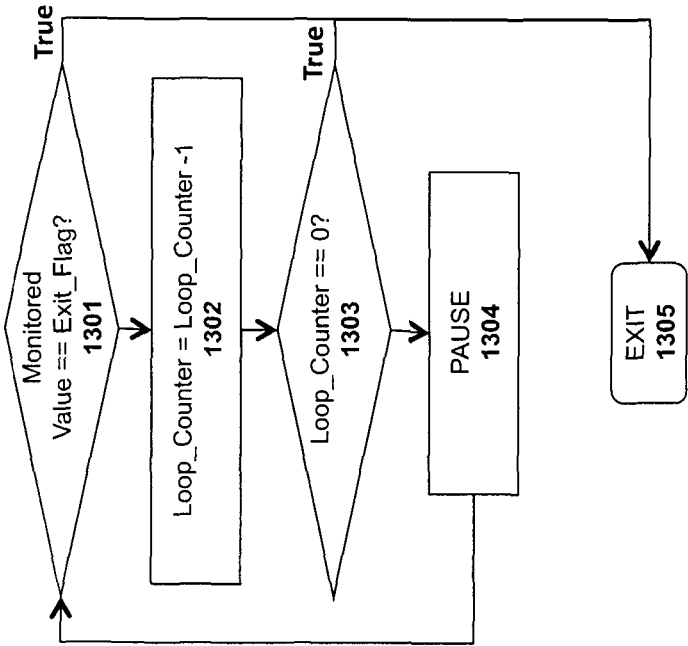 Monitored
Value == Exit_Flag?
1301
True
Loop_Counter = Loop_Counter -1
1302
Loop_Counter == 0?
1303
True
PAUSE
1304
EXIT
1305